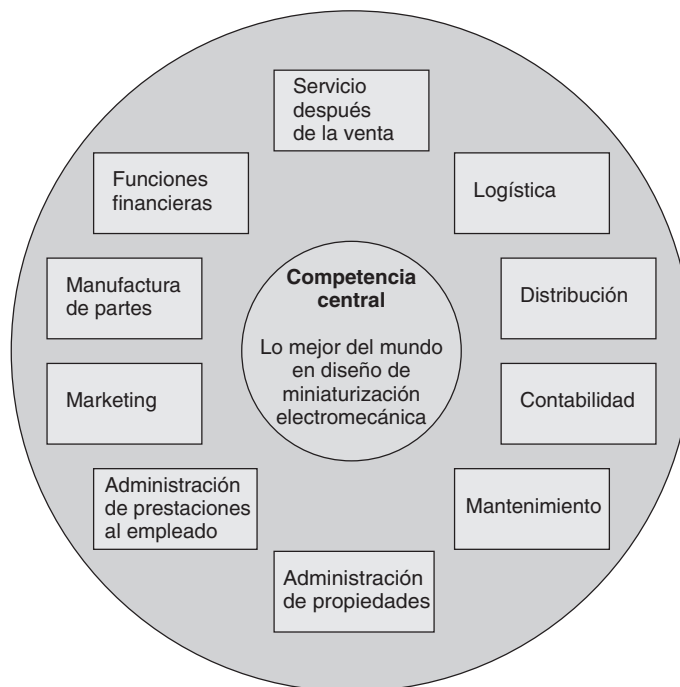 Servicio
después
de la venta
Funciones
financieras
Logística
Manufactura
de partes
Competencia
central
Lo mejor del mundo
en diseño de
miniaturización
electromecánica
Distribución
Marketing
Contabilidad
Administración
de prestaciones
al empleado
Mantenimiento
Administración
de propiedades